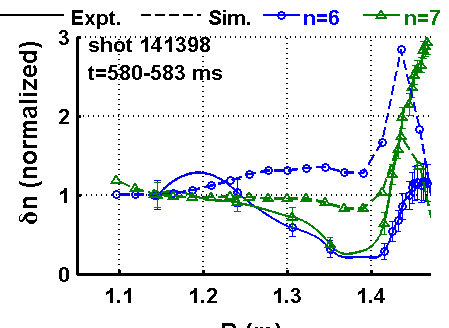 Expt. Sim. n=6 n=7
shot 141398
t=580-583 ms
δn (normalized)
3
2
1
0
1.1 1.2 1.3 1.4